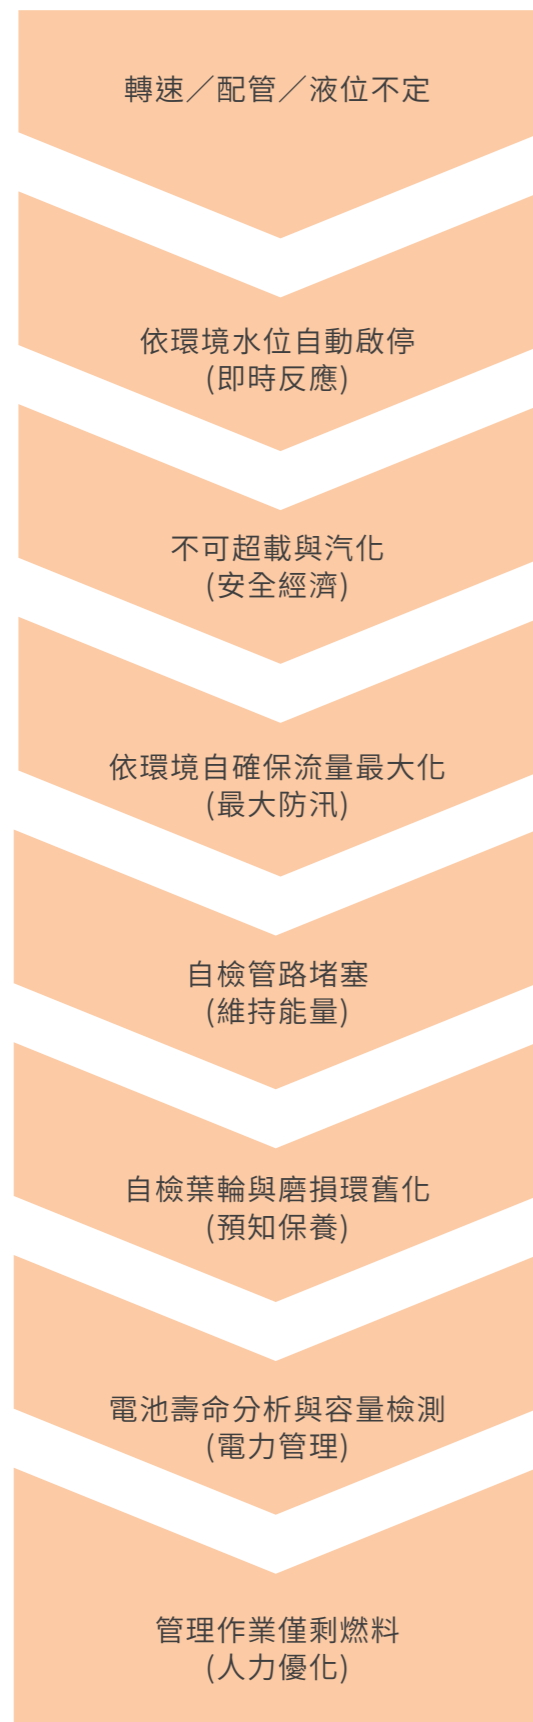 轉速／配管／液位不定
依環境水位自動啟停
(即時反應)
不可超載與汽化
(安全經濟)
依環境自確保流量最大化
(最大防汛)
自檢管路堵塞
(維持能量)
自檢葉輪與磨損環舊化
(預知保養)
電池壽命分析與容量檢測
(電力管理)
管理作業僅剩燃料
(人力優化)